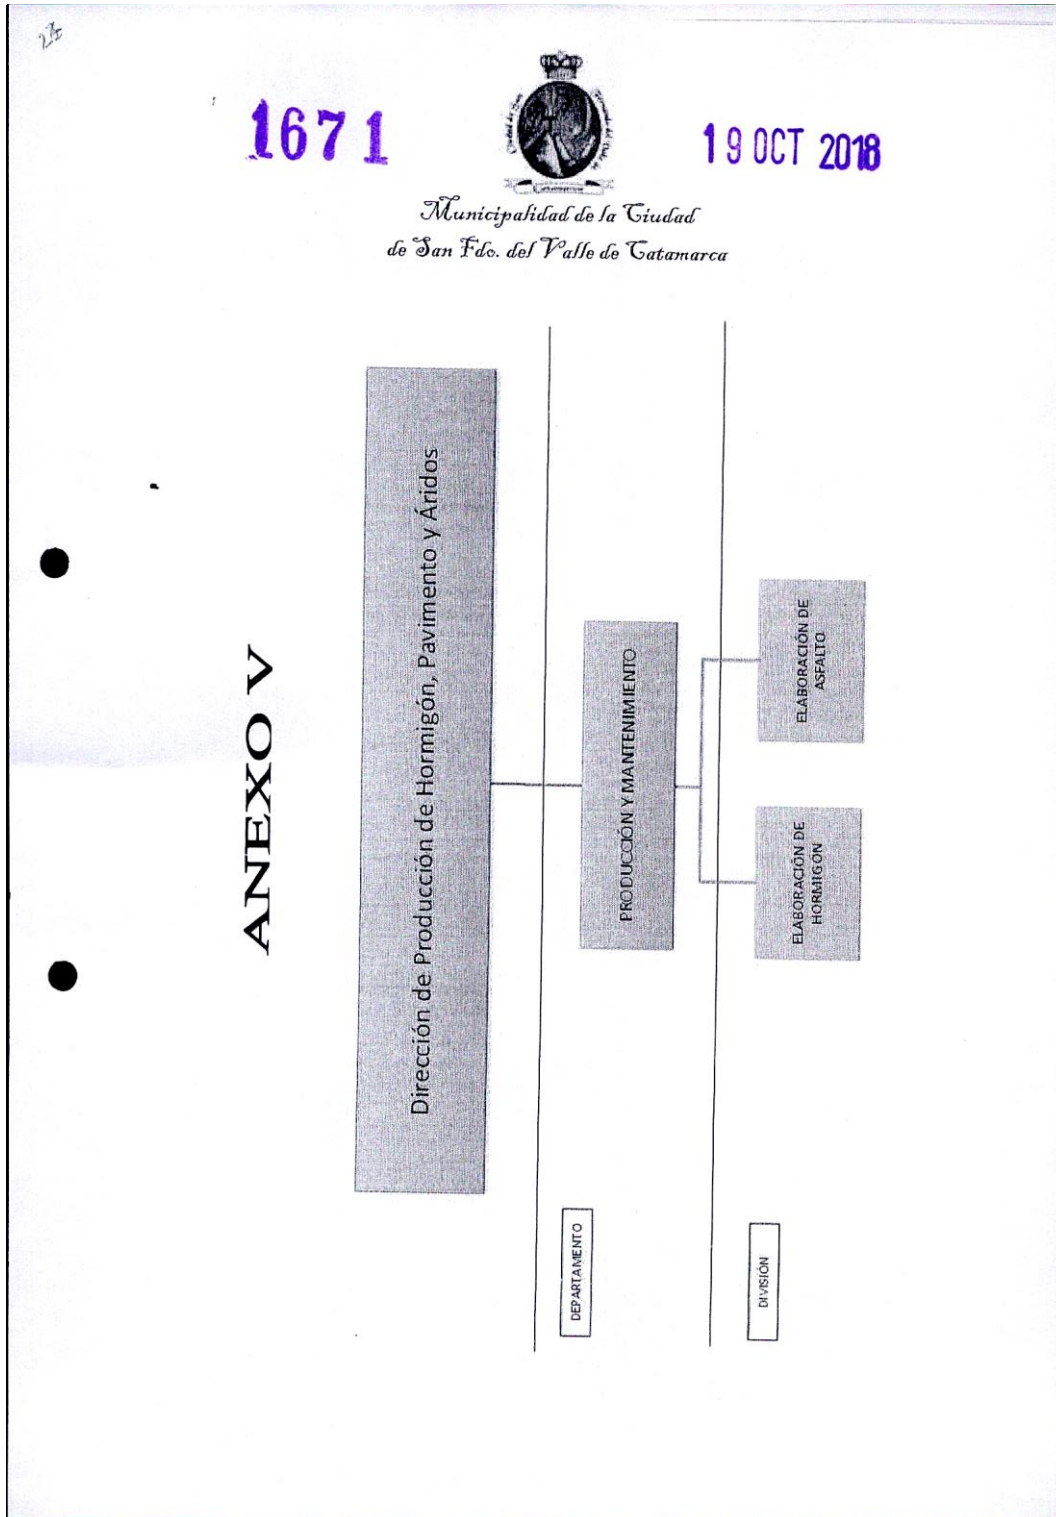 1671
19 OCT 2018
Municipalidad de la Ciudad
de San Fdo. del Valle de Catamarca
ANEXO V
Dirección de Producción de Hormigón, Pavimento y Áridos
DEPARTAMENTO
PRODUCCIÓN Y MANTENIMIENTO
DIVISIÓN
ELABORACIÓN DE
HORMIGÓN
ELABORACIÓN DE
ASFALTO